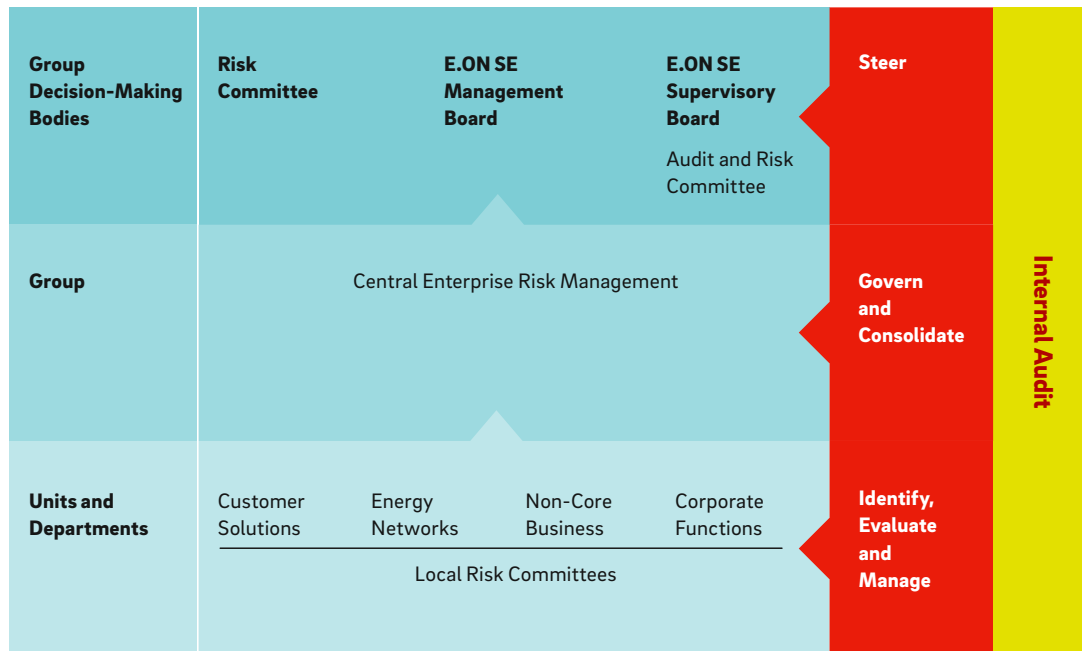 Group
Decision-Making
Bodies
Risk
Committee
E.ON SE
Management
Board
E.ON SE
Supervisory
Board
Audit and Risk
Committee
Steer
Group
Central Enterprise Risk Management
Govern
and
Consolidate
Units and
Departments
Customer
Solutions
Energy
Networks
Non-Core
Business
Corporate
Functions
Local Risk Committees
Identify,
Evaluate
and
Manage
Internal Audit